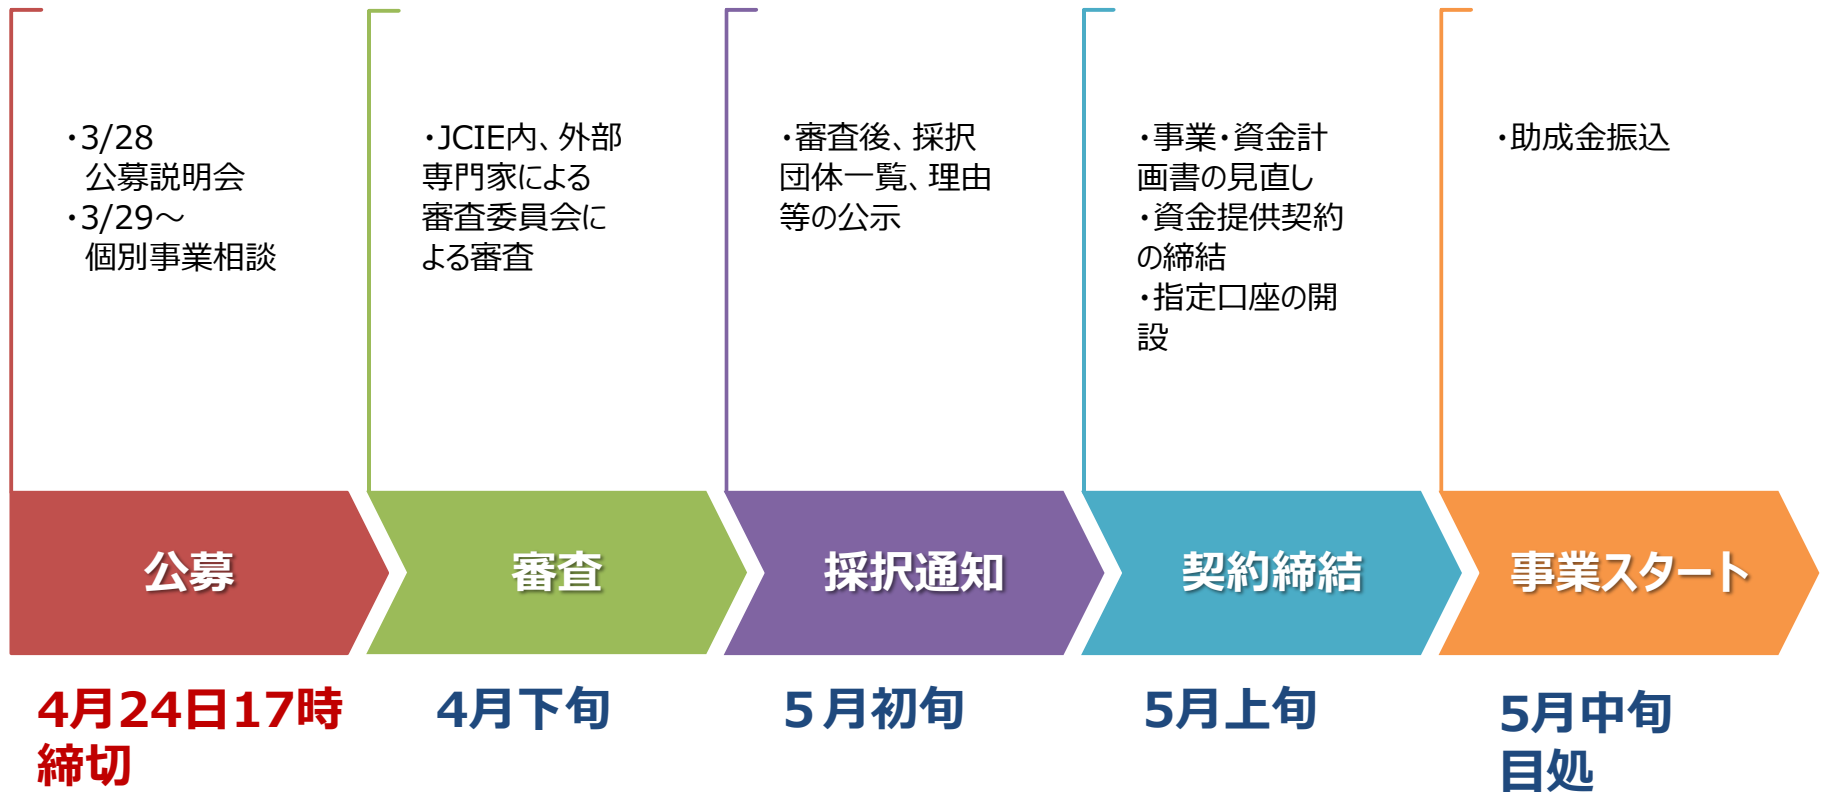 ・3/28
公募説明会
・3/29～
個別事業相談
・JCIE内、外部
専門家による
審査委員会に
よる審査
・審査後、採択
団体一覧、理由
等の公示
・事業・資金計
画書の見直し
・資金提供契約
の締結
・指定口座の開
設
・助成金振込
公募
審査
採択通知
契約締結
事業スタート
4月24日17時
締切
4月下旬
５月初旬
5月上旬
5月中旬
目処